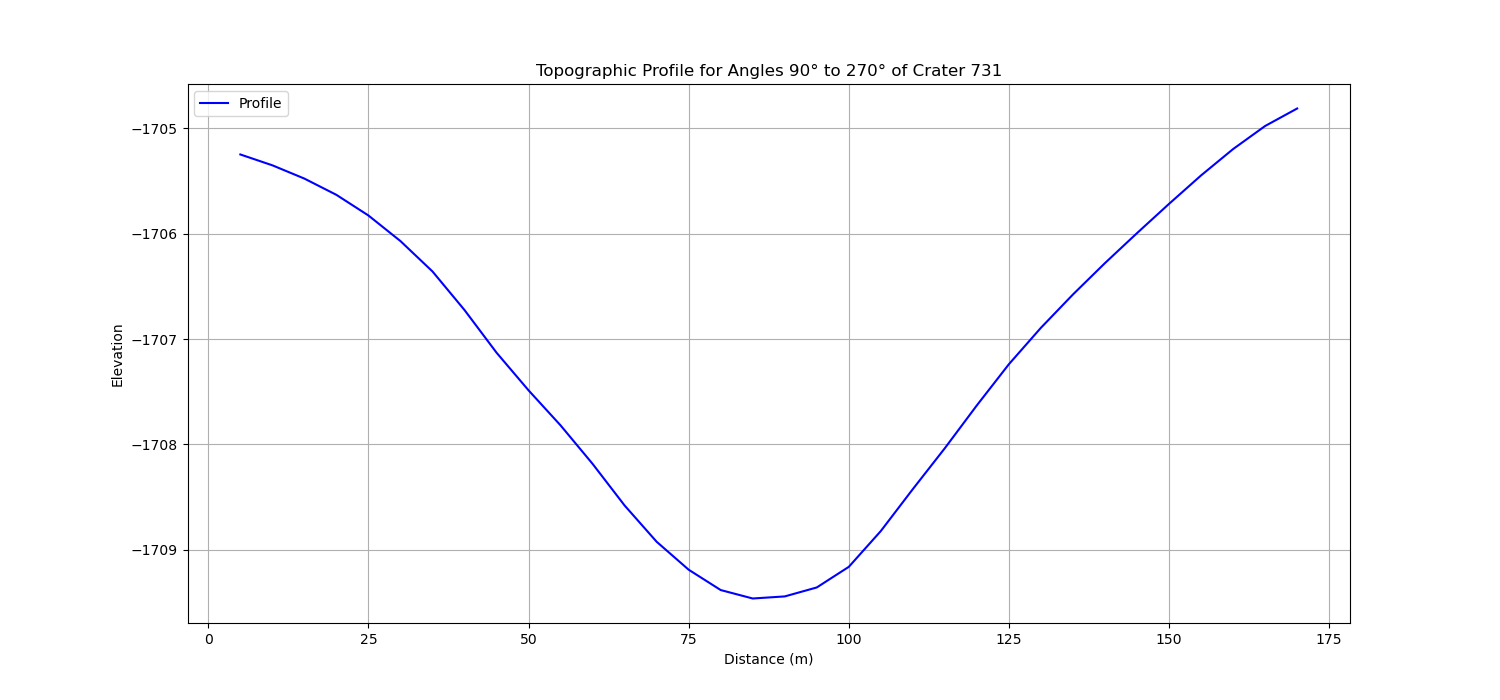 Topographic Profile for Angles 90° to 270° of Crater 731
Profile
−1705
−1706
−1707
−1708
−1709
Elevation
0 25 50 75 100 125 150 175
Distance (m)